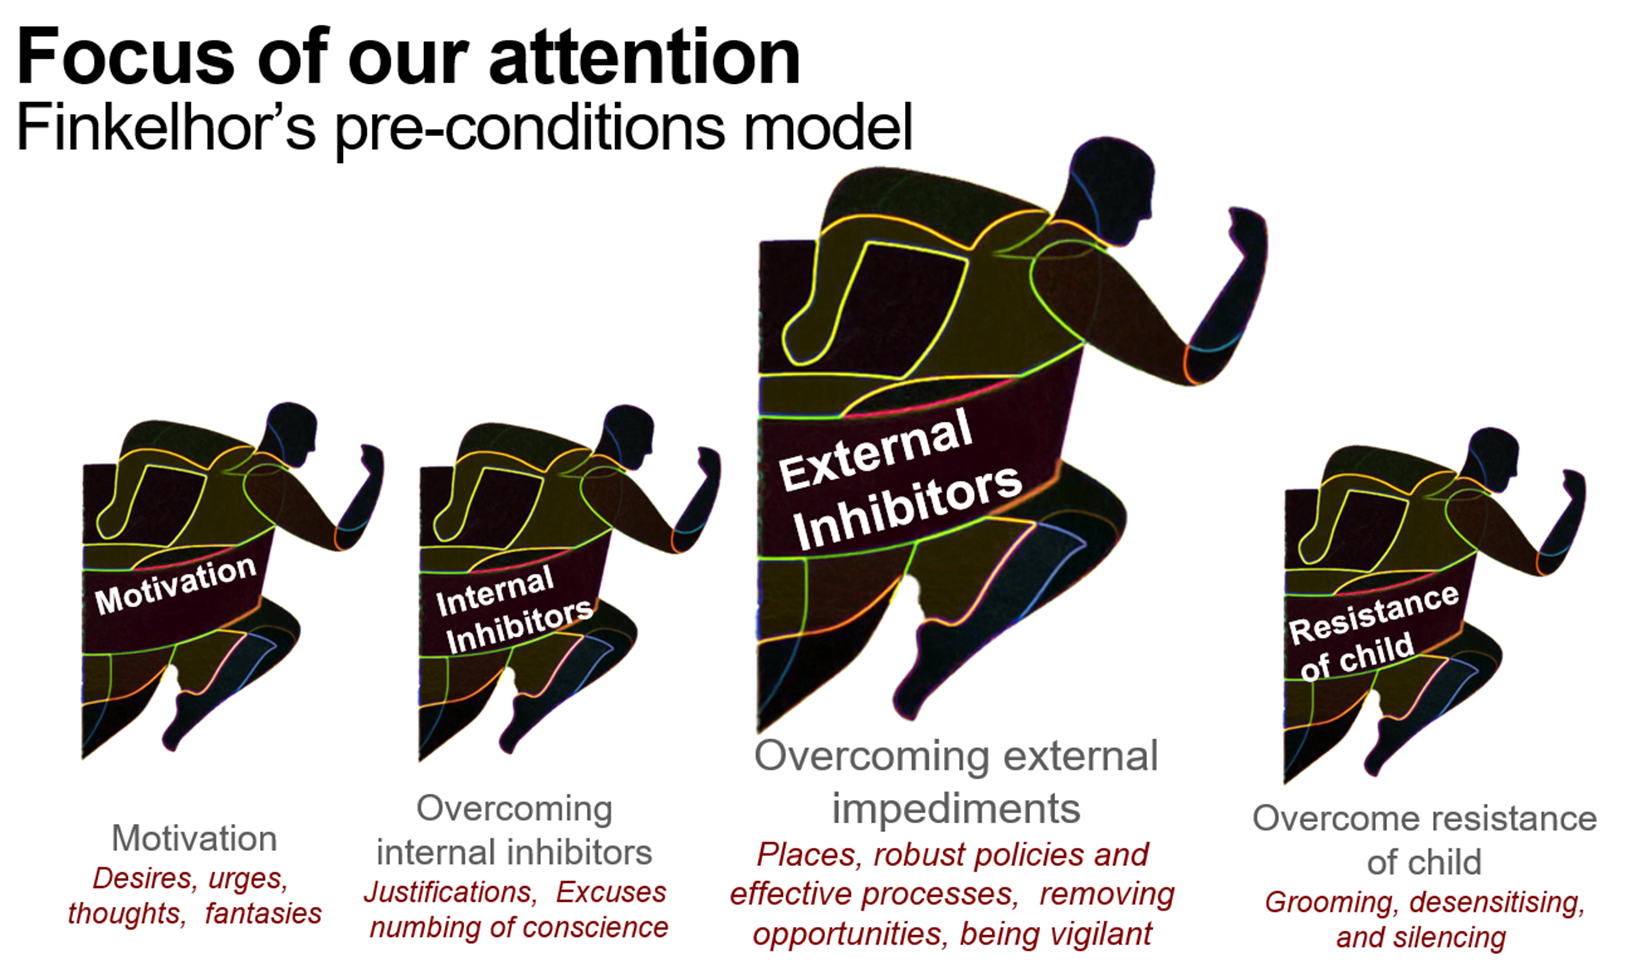 Focus of our attention
Finkelhor’s pre-conditions model
Motivation
Internal
Inhibitors
External
Inhibitors
Resistance
of child
Motivation
Desires, urges,
thoughts, fantasies
Overcoming
internal inhibitors
Justifications, Excuses
numbing of conscience
Overcoming external
impediments
Places, robust policies and
effective processes, removing
opportunities, being vigilant
Overcome resistance
of child
Grooming, desensitising,
and silencing